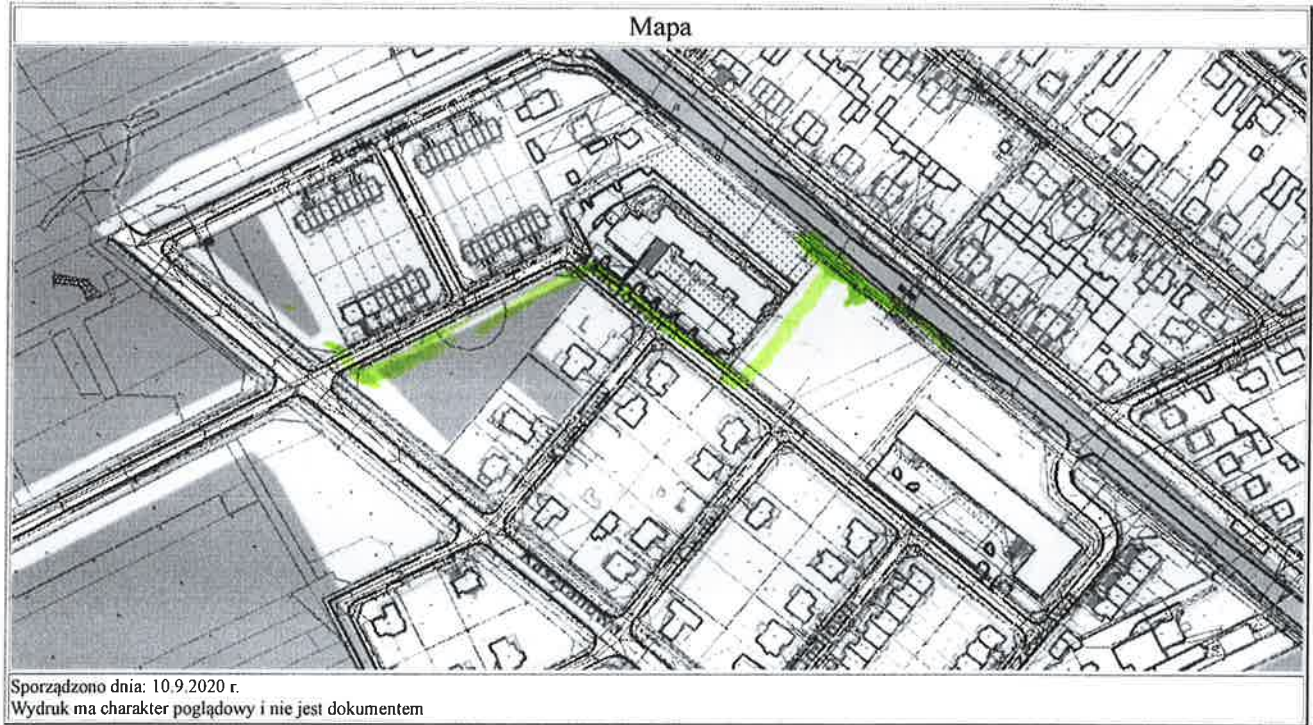 Mapa
Sporządzono dnia: 10.9.2020 r.
Wydruk ma charakter poglądowy i nie jest dokumentem